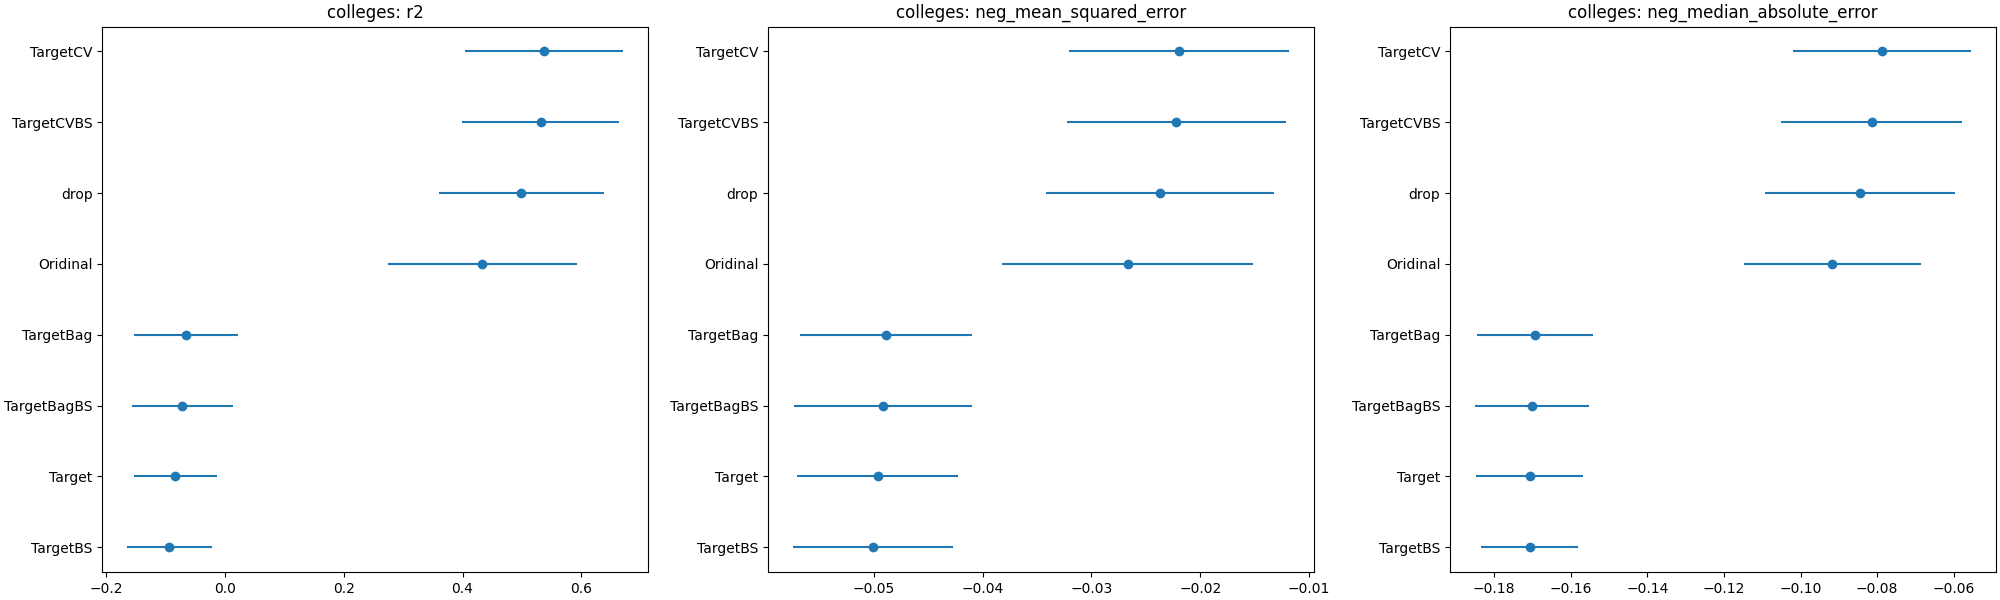 colleges: r2
TargetCV
TargetCVBS
drop
Oridinal
TargetBag
TargetBagBS
Target
TargetBS
−0.2 0.0 0.2 0.4 0.6
colleges: neg_mean_squared_error
TargetCV
TargetCVBS
drop
Oridinal
TargetBag
TargetBagBS
Target
TargetBS
−0.05 −0.04 −0.03 −0.02 −0.01
colleges: neg_median_absolute_error
TargetCV
TargetCVBS
drop
Oridinal
TargetBag
TargetBagBS
Target
TargetBS
−0.18 −0.16 −0.14 −0.12 −0.10 −0.08 −0.06